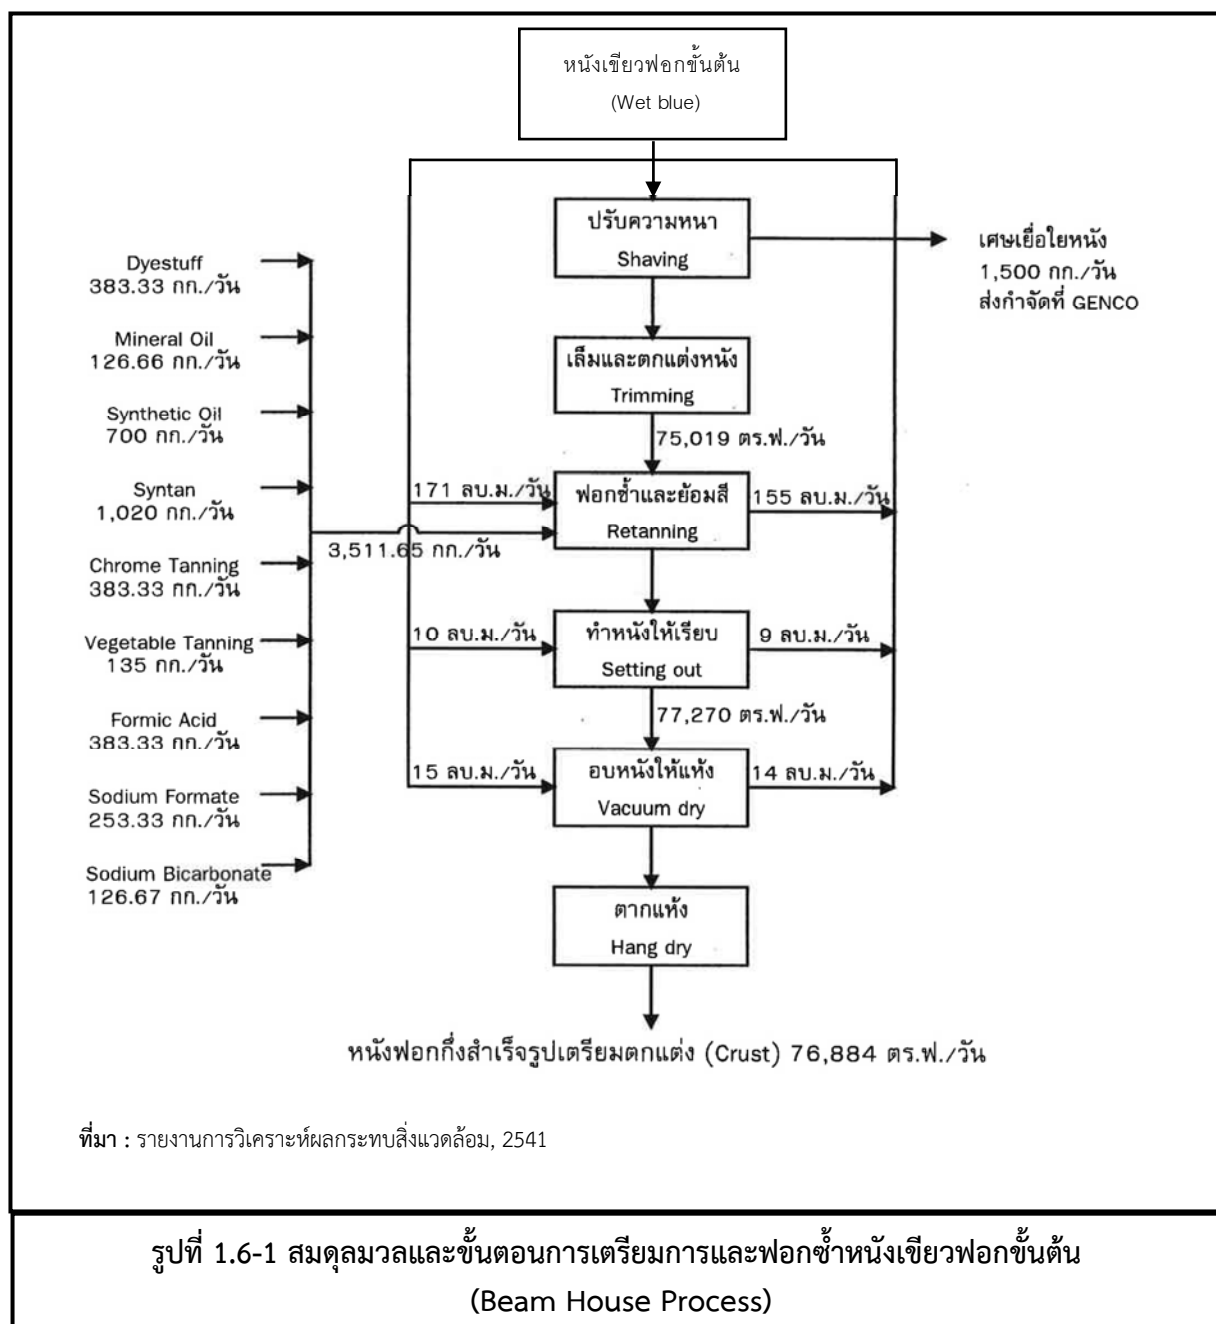 หนังเขียวฟอกขั้นต้น
(Wet blue)
ปรับความหนา
Shaving
เศษเยื่อใยหนัง
1,500 กก./วัน
ส่งกำจัดที่ GENCO
Dyestuff
383.33 กก./วัน
Mineral Oil
126.66 กก./วัน
เล็มและตกแต่งหนัง
Trimming
Synthetic Oil
700 กก./วัน
75,019 ตร.ฟ./วัน
Syntan
1,020 กก./วัน
171 ลบ.ม./วัน
ฟอกซ้ำและย้อมสี
Retanning
155 ลบ.ม./วัน
3,511.65 กก./วัน
Chrome Tanning
383.33 กก./วัน
Vegetable Tanning
135 กก./วัน
10 ลบ.ม./วัน
ทำหนังให้เรียบ
Setting out
9 ลบ.ม./วัน
77,270 ตร.ฟ./วัน
Formic Acid
383.33 กก./วัน
Sodium Formate
253.33 กก./วัน
15 ลบ.ม./วัน
อบหนังให้แห้ง
Vacuum dry
14 ลบ.ม./วัน
Sodium Bicarbonate
126.67 กก./วัน
ตากแห้ง
Hang dry
หนังฟอกกึ่งสำเร็จรูปเตรียมตกแต่ง (Crust) 76,884 ตร.ฟ./วัน
ที่มา : รายงานการวิเคราะห์ผลกระทบสิ่งแวดล้อม, 2541
รูปที่ 1.6-1 สมดุลมวลและขั้นตอนการเตรียมการและฟอกซ้ำหนังเขียวฟอกขั้นต้น
(Beam House Process)